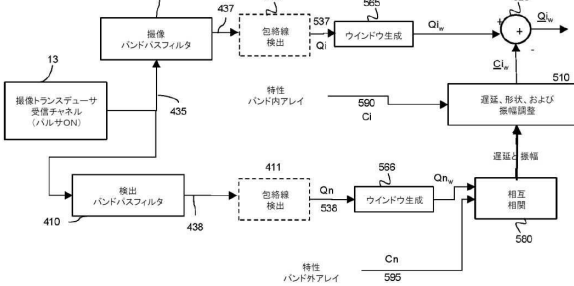 437
537
565
撮像
バンドパスフィルタ
包絡線
検出
Qi
ウインドウ生成
Qiw
+
+
-
Qiw
Ciw
13
撮像トランスデューサ
受信チャネル
(パルサON)
435
特性
バンド内アレイ
590
Ci
510
遅延、形状、および
振幅調整
遅延と振幅
検出
バンドパスフィルタ
410
438
411
包絡線
検出
Qn
538
566
ウインドウ生成
Qnw
相互
相関
560
Cn
特性
バンド外アレイ
595